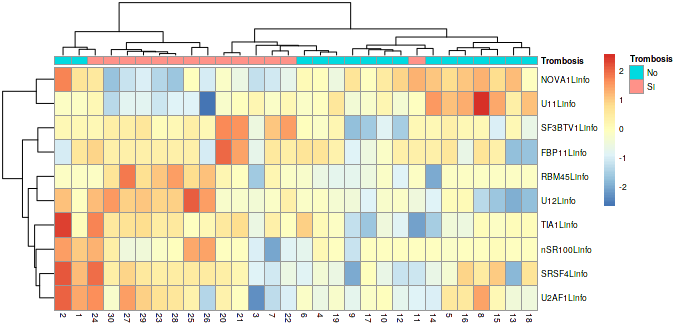 Trombosis
Trombosis
No
SI
2
1
0
-1
-2
NOVA1Linfo
U11Linfo
SF3BTV1Linfo
FBP11Linfo
RBM45Linfo
U12Linfo
TIA1Linfo
nSR100Linfo
SRSF4Linfo
U2AF1Linfo
2 1 24 30 27 29 23 28 25 26 20 21 3 7 22 6 4 19 9 17 10 12 11 14 5 16 8 15 13 18